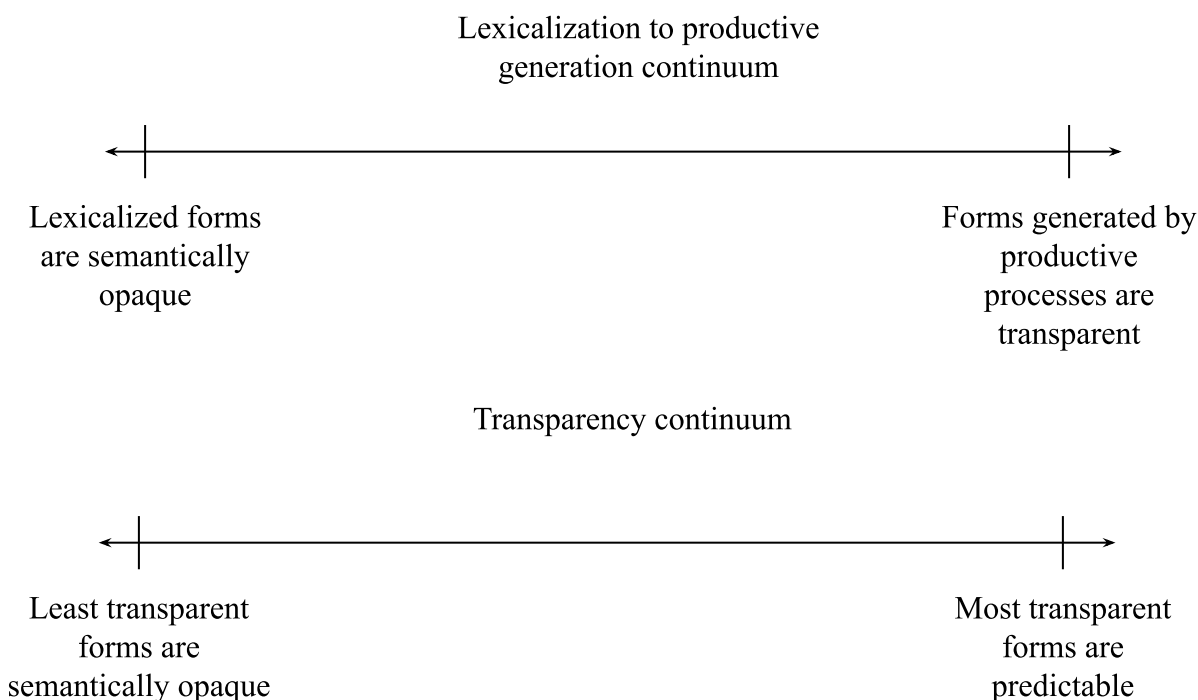 Lexicalization to productive
generation continuum
Lexicalized forms
are semantically
opaque
Forms generated by
productive
processes are
transparent
Transparency continuum
Least transparent
forms are
semantically opaque
Most transparent
forms are
predictable